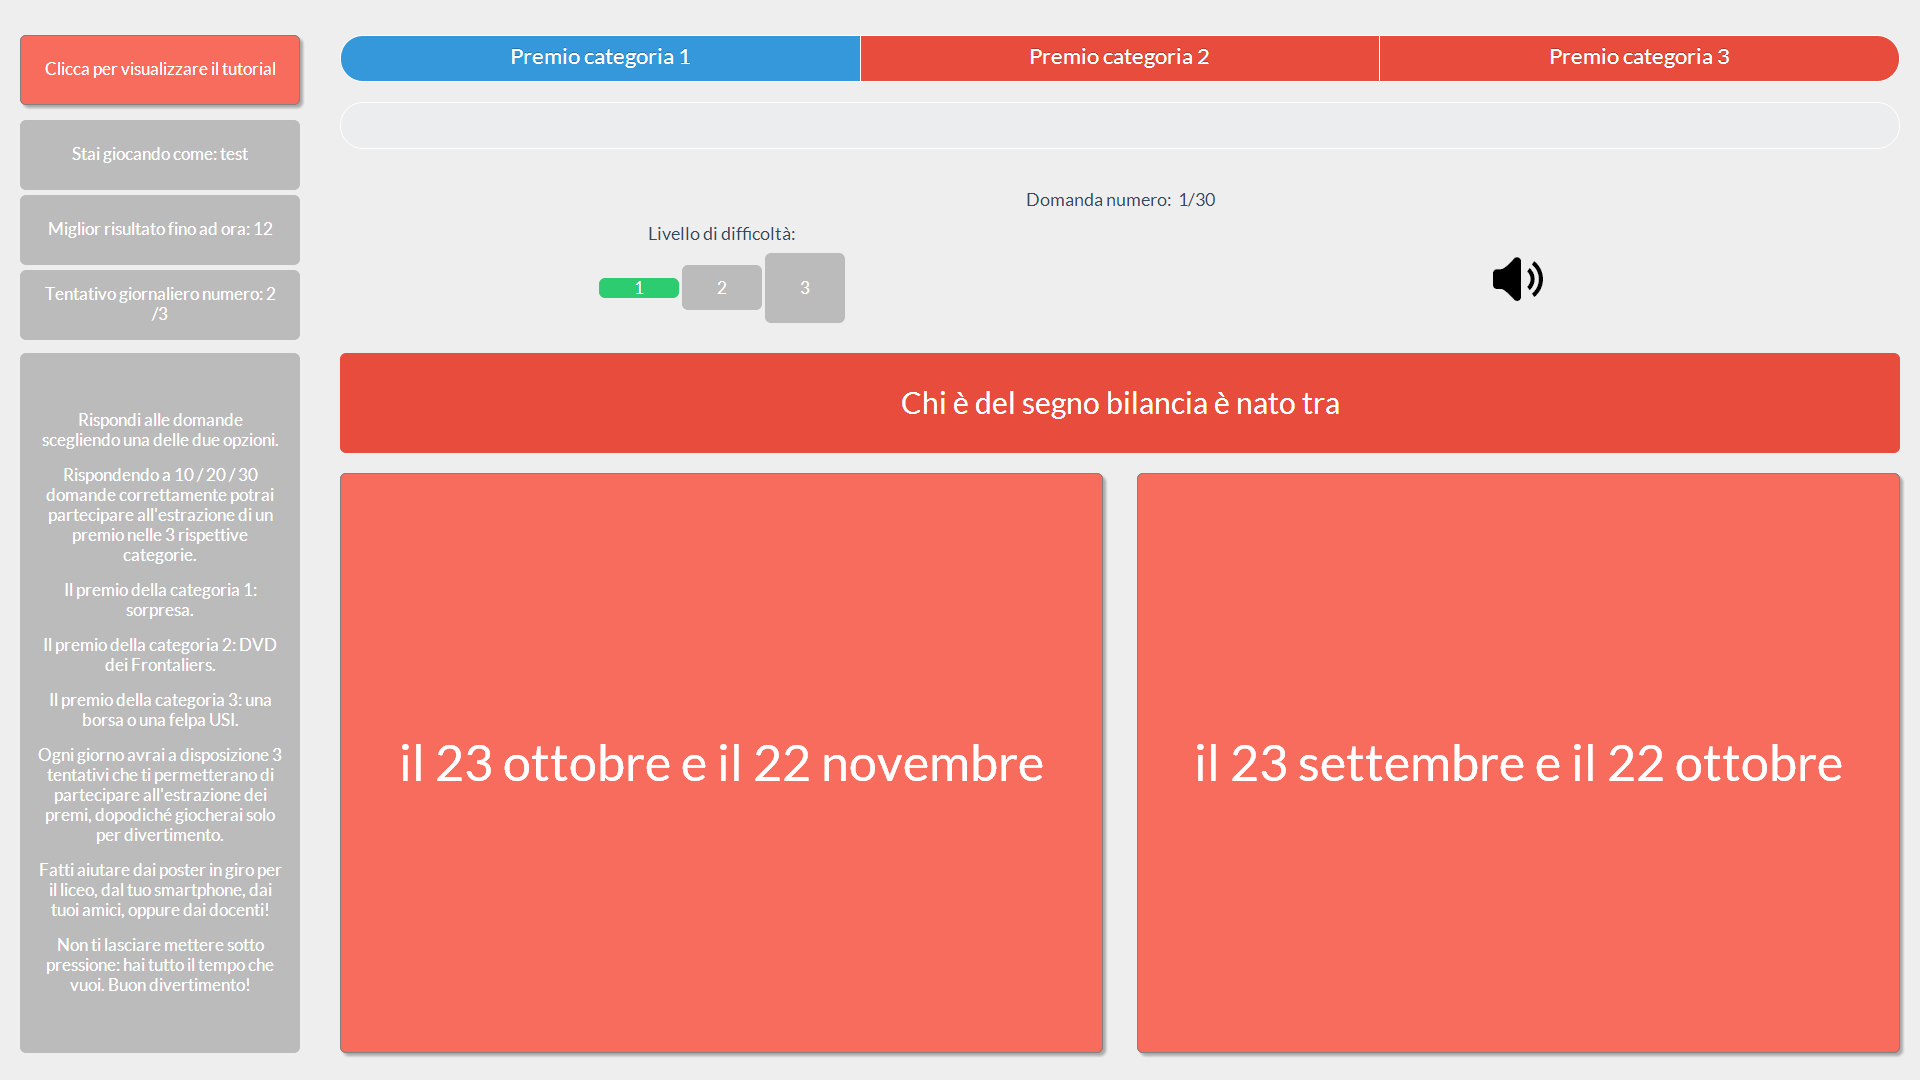 Clicca per visualizzare il tutorial
Stai giocando come: test
Miglior risultato fino ad ora: 12
Tentativo giornaliero numero: 2
/3
Rispondi alle domande
scegliendo una delle due opzioni.
Rispondendo a 10 / 20 / 30
domande correttamente potrai
partecipare all'estrazione di un
premio nelle 3 rispettive
categorie.
Il premio della categoria 1:
sorpresa.
Il premio della categoria 2: DVD
dei Frontaliers.
Il premio della categoria 3: una
borsa o una felpa USI.
Ogni giorno avrai a disposizione 3
tentativi che ti permetterano di
partecipare all'estrazione dei
premi, dopodiché giocherai solo
per divertimento.
Fatti aiutare dai poster in giro per
il liceo, dal tuo smartphone, dai
tuoi amici, oppure dai docenti!
Non ti lasciare mettere sotto
pressione: hai tutto il tempo che
vuoi. Buon divertimento!
Premio categoria 1
Premio categoria 2
Premio categoria 3
Domanda numero: 1/30
Livello di difficoltà:
1
2
3
Chi è del segno bilancia è nato tra
il 23 ottobre e il 22 novembre
il 23 settembre e il 22 ottobre